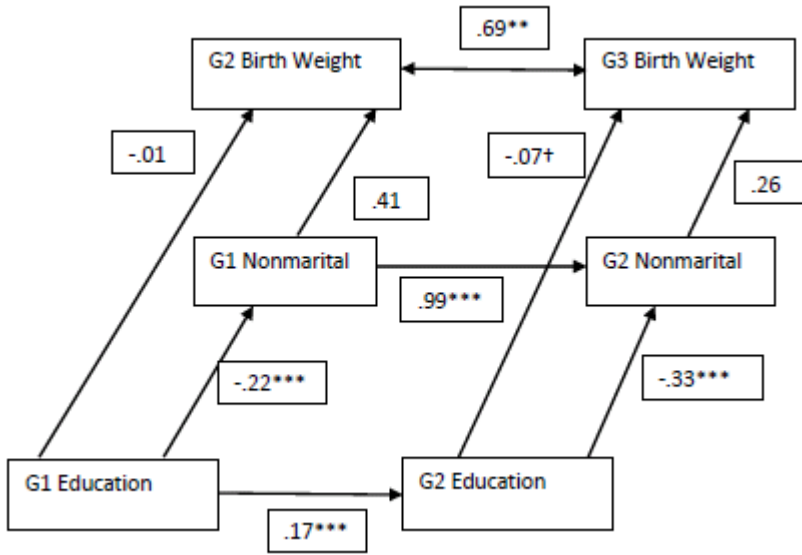 .69**
G2 Birth Weight
G3 Birth Weight
-.01
-.07†
.41
.26
G1 Nonmarital
G2 Nonmarital
.99***
-.22***
-.33***
G1 Education
G2 Education
.17***